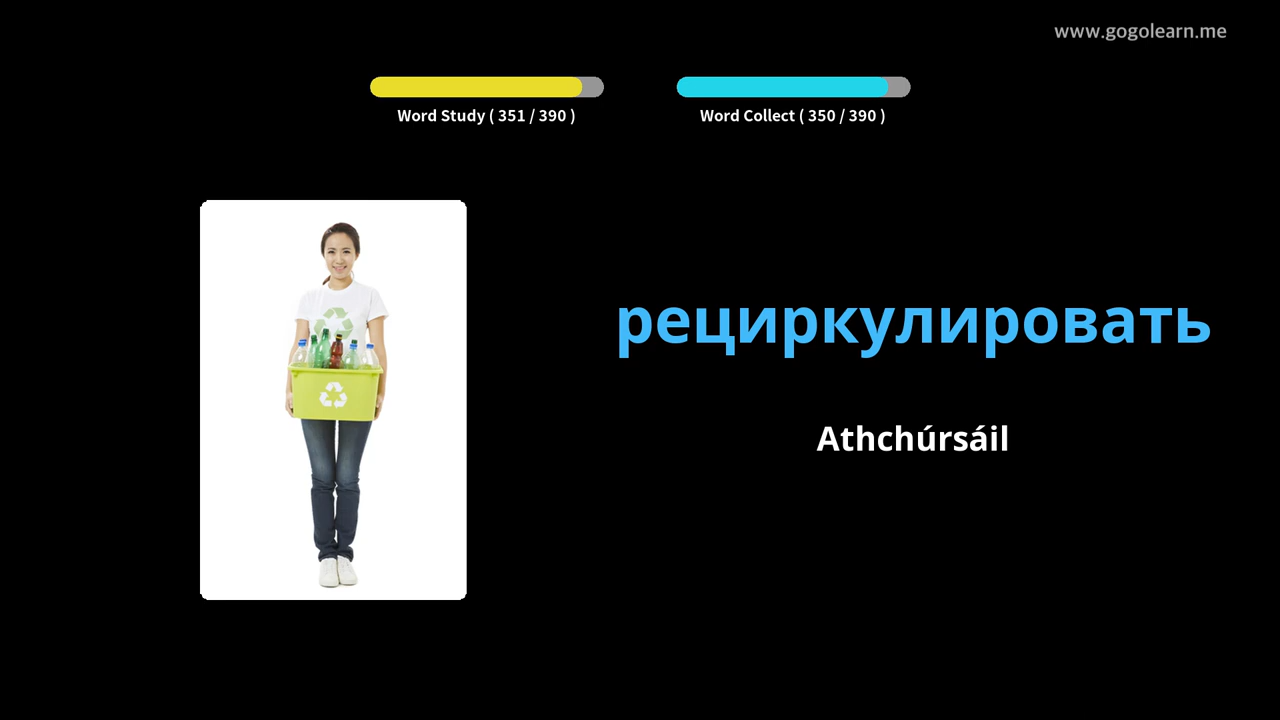 www.gogolearn.me
Word Study ( 351 / 390 )
Word Collect ( 350 / 390 )
рециркулировать
Athchúrsáil